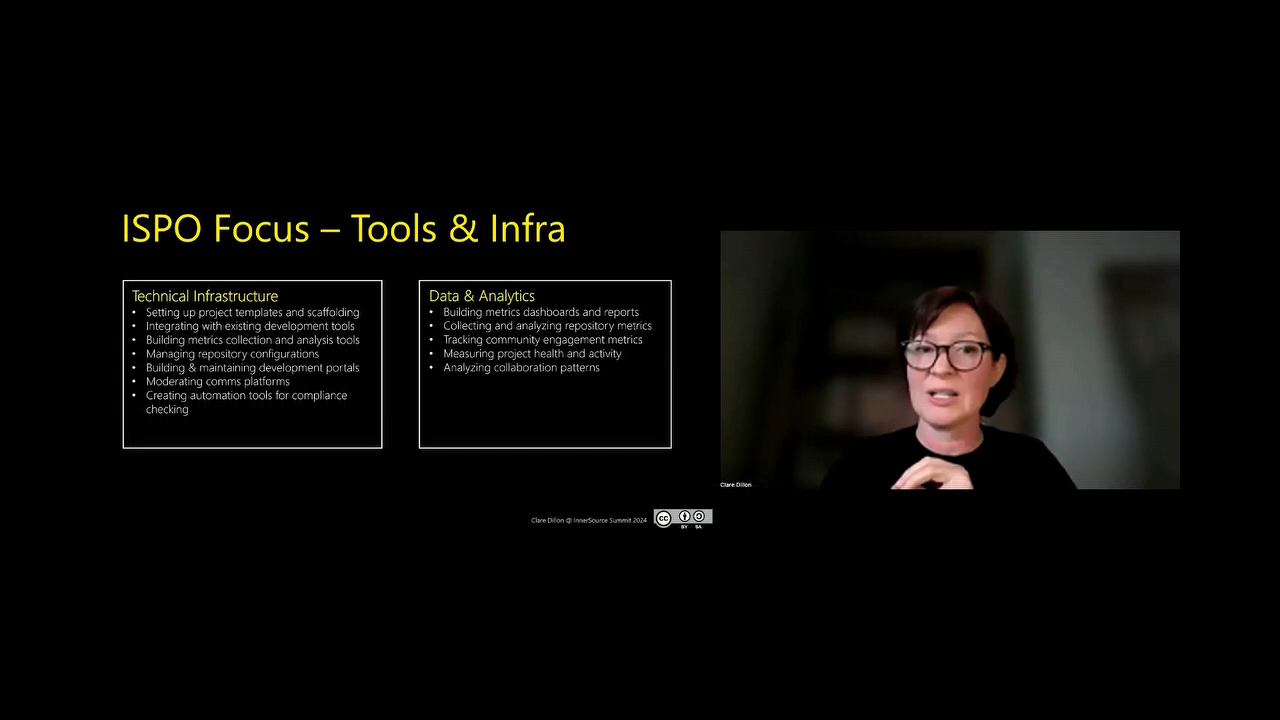 ISPO Focus – Tools & Infra
Technical Infrastructure
• Setting up project templates and scaffolding
• Integrating with existing development tools
• Building metrics collection and analysis tools
• Managing repository configurations
• Building & maintaining development portals
• Moderating comms platforms
• Creating automation tools for compliance
checking
Data & Analytics
• Building metrics dashboards and reports
• Collecting and analyzing repository metrics
• Tracking community engagement metrics
• Measuring project health and activity
• Analyzing collaboration patterns
Clare Dillon
Clare Dillon @ InnerSource Summit 2024
cc
BY SA